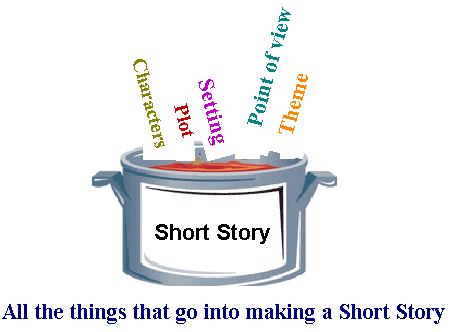 Characters
Plot
Setting
Point of view
Theme
Short Story
All the things that go into making a Short Story